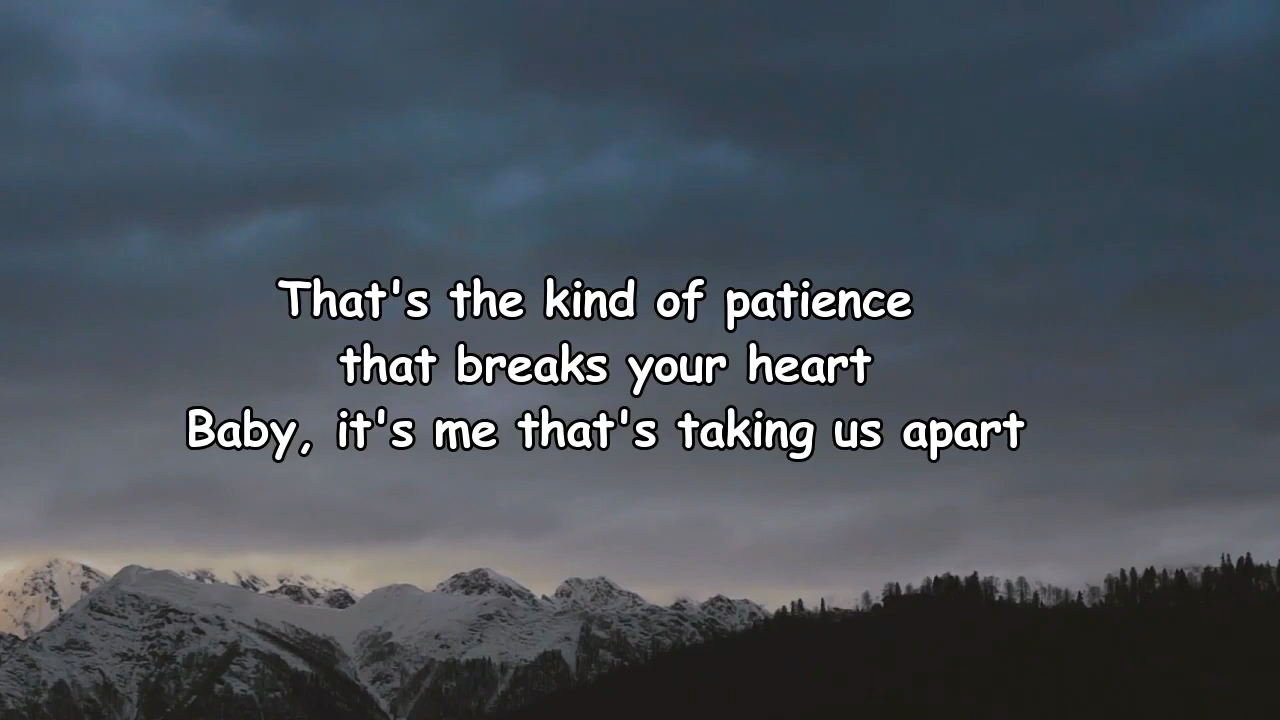 That's the kind of patience
that breaks your heart
Baby, it's me that's taking us apart